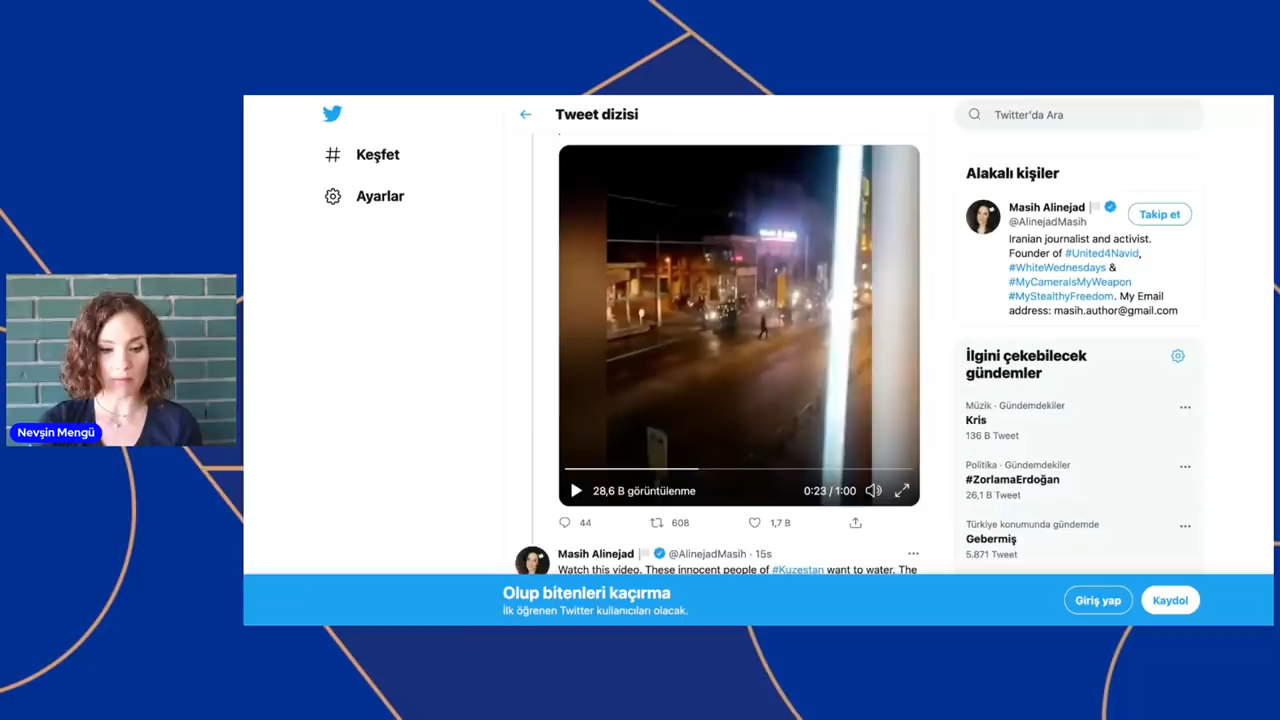 Nevşin Mengü
Keşfet
Ayarlar
Tweet dizisi
28,6 B görüntülenme
0:23 / 1:00
44
608
1,7 B
Masih Alinejad @AlinejadMasih · 15s
Watch this video. These innocent people of #Kuzestan want to water. The
Twitter'da Ara
Alakalı kişiler
Masih Alinejad
@AlinejadMasih
Takip et
Iranian journalist and activist.
Founder of #United4Navid,
#WhiteWednesdays &
#MyCameraIsMyWeapon
#MyStealthyFreedom. My Email
address: masih.author@gmail.com
İlgini çekebilecek
gündemler
Müzik · Gündemdekiler
Kris
136 B Tweet
Politika · Gündemdekiler
#ZorlamaErdoğan
26,1 B Tweet
Türkiye konumunda gündemde
Gebermiş
5.871 Tweet
Olup bitenleri kaçırma
İlk öğrenen Twitter kullanıcıları olacak.
Giriş yap
Kaydol